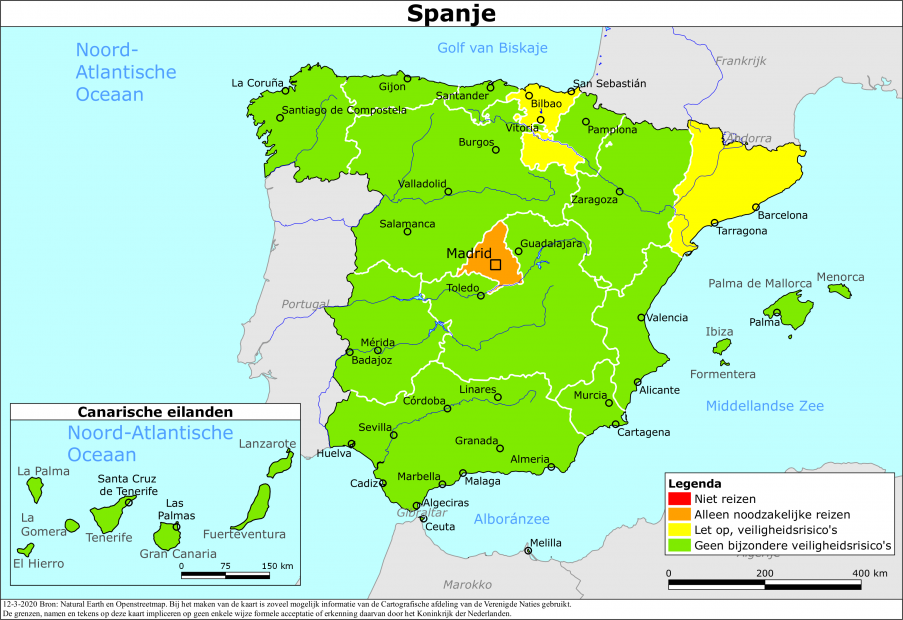 Spanje
Noord-
Atlantische
Oceaan
Golf van Biskaje
Frankrijk
Andorra
La Coruña
Gijon
Santander
San Sebastián
Bilbao
Santiago de Compostela
Vitoria
Pamplona
Burgos
Valladolid
Zaragoza
Barcelona
Salamanca
Tarragona
Guadalajara
Madrid
Toledo
Palma de Mallorca
Menorca
Portugal
Valencia
Palma
Ibiza
Mérida
Badajoz
Formentera
Linares
Alicante
Córdoba
Murcia
Middellandse Zee
Sevilla
Cartagena
Granada
Huelva
Almeria
Cadiz
Marbella
Malaga
Algeciras
Gibraltar
Ceuta
Alboránzee
Melilla
Marokko
Algerije
Canarische eilanden
Noord-Atlantische
Oceaan
Lanzarote
La Palma
Santa Cruz
de Tenerife
Las
Palmas
La
Gomera
Tenerife
Fuerteventura
Gran Canaria
El Hierro
0 75 150 km
Legenda
Niet reizen
Alleen noodzakelijke reizen
Let op, veiligheidsrisico's
Geen bijzondere veiligheidsrisico's
0 200 400 km
12-3-2020 Bron: Natural Earth en Openstreetmap. Bij het maken van de kaart is zoveel mogelijk informatie van de Cartografische afdeling van de Verenigde Naties gebruikt.
De grenzen, namen en tekens op deze kaart impliceren op geen enkele wijze formele acceptatie of erkenning daarvan door het Koninkrijk der Nederlanden.